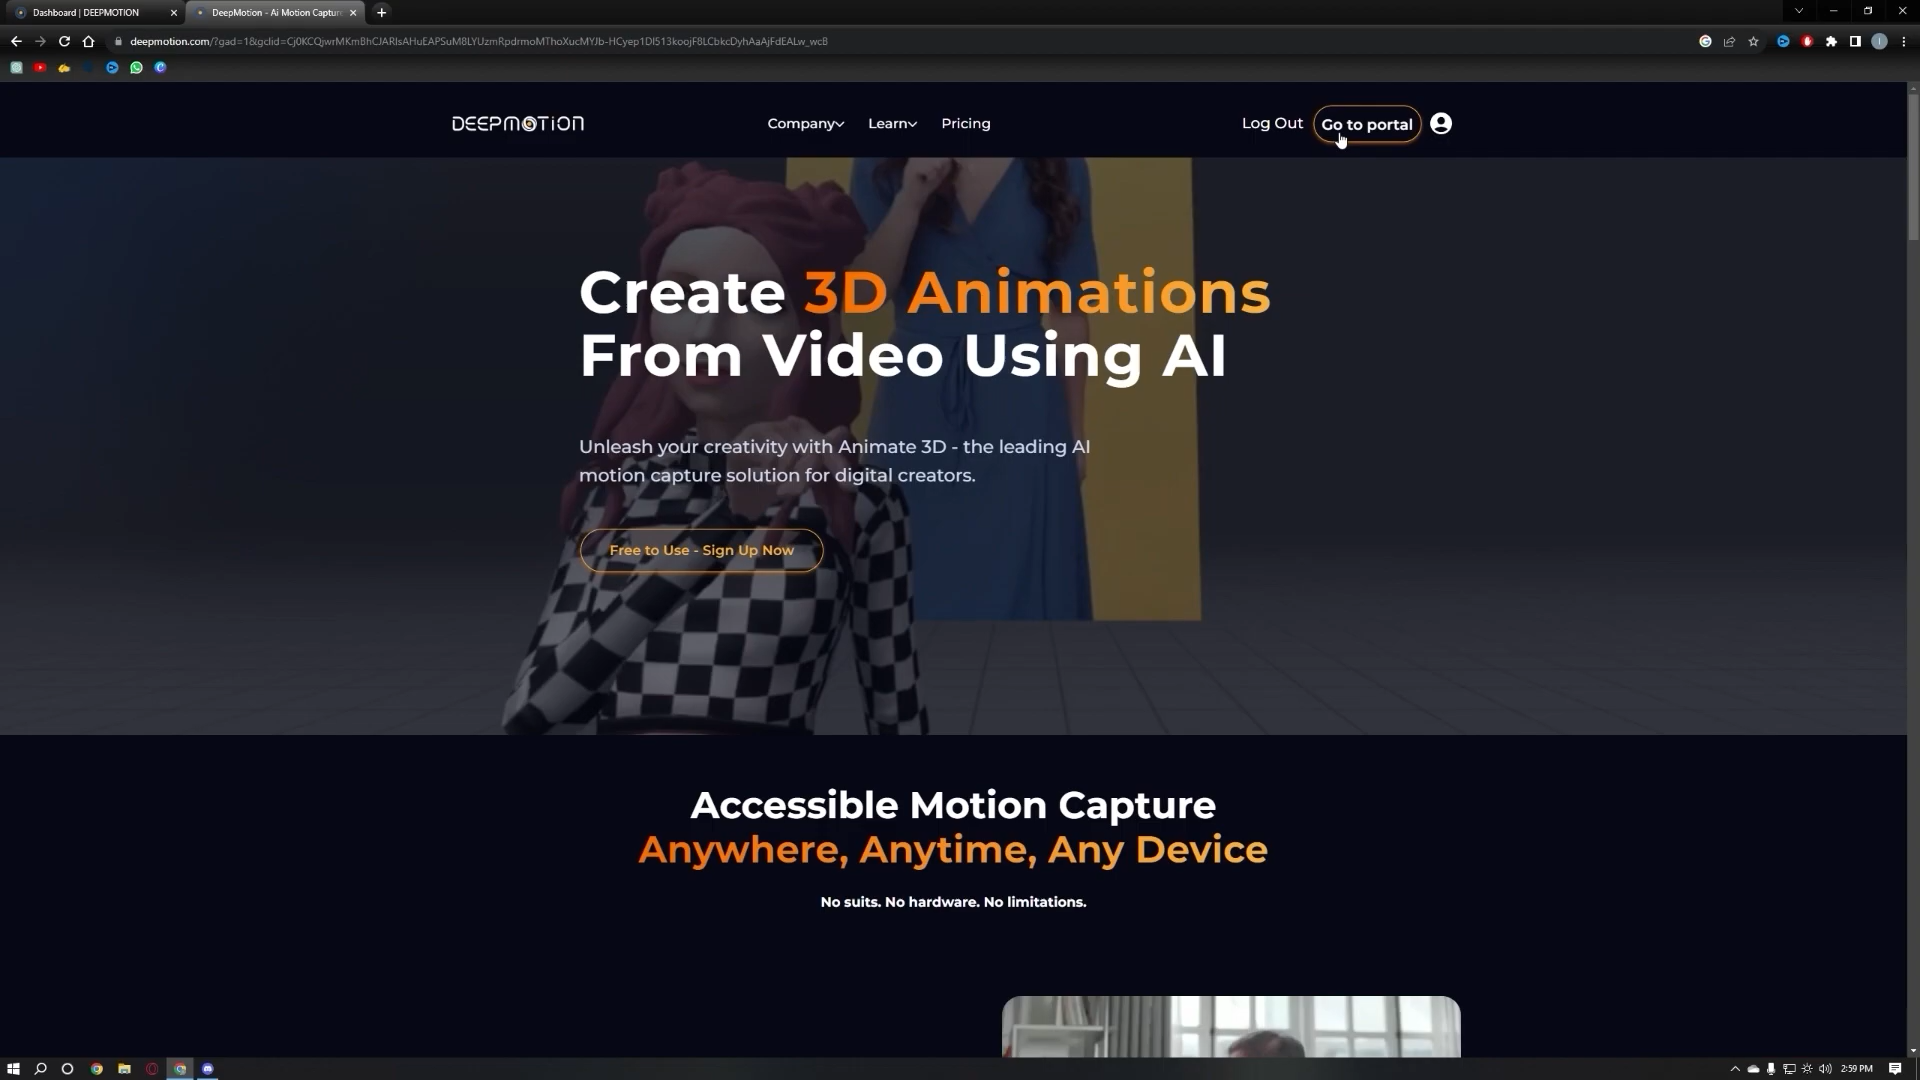 Dashboard | DEEPMOTION
DeepMotion - Ai Motion Captur
deepmotion.com/?gad=1&gclid=
DEEPMOTION
Company
Learn
Pricing
Log Out
Go to portal
Create 3D Animations
From Video Using AI
Unleash your creativity with Animate 3D - the leading AI
motion capture solution for digital creators.
Free to Use - Sign Up Now
Accessible Motion Capture
Anywhere, Anytime, Any Device
No suits. No hardware. No limitations.
2:59 PM